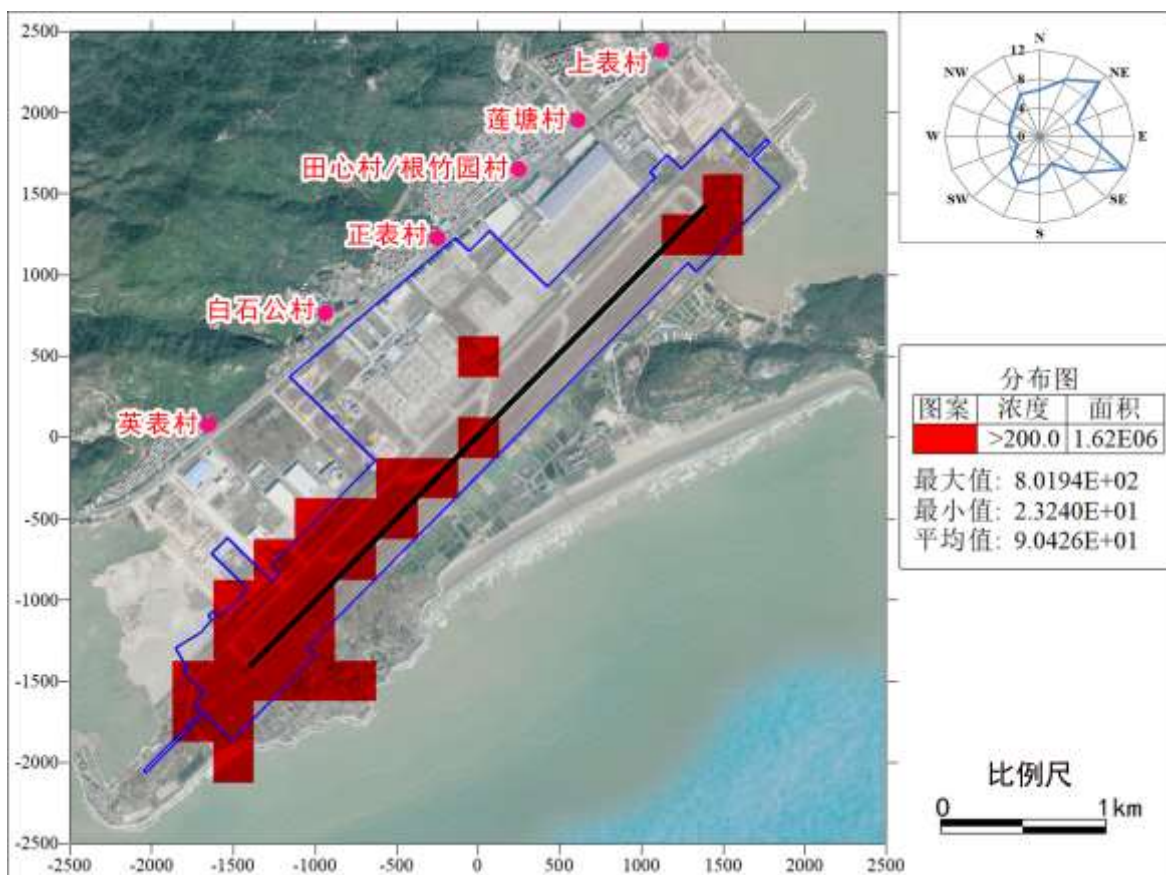 2500
2000
1500
1000
500
0
-500
-1000
-1500
-2000
-2500
-2500 -2000 -1500 -1000 -500 0 500 1000 1500 2000 2500
上表村
莲塘村
田心村/根竹园村
正表村
白石公村
英表村
N
12
NW NE
8
4
W 0 E
SW SE
S
分布图
图案 浓度 面积
>200.0 1.62E06
最大值: 8.0194E+02
最小值: 2.3240E+01
平均值: 9.0426E+01
比例尺
0 1km